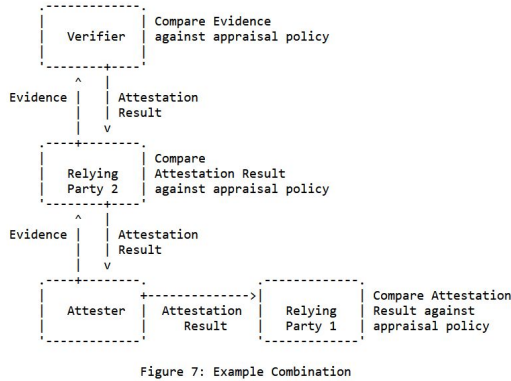 Compare Evidence
Verifier against appraisal policy
Evidence Attestation
Result
Compare
Relying Attestation Result
Party 2 against appraisal policy
Evidence Attestation
Result
Compare Attestation
Attester Attestation Relying Result against
Result Party 1 appraisal policy
Figure 7: Example Combination